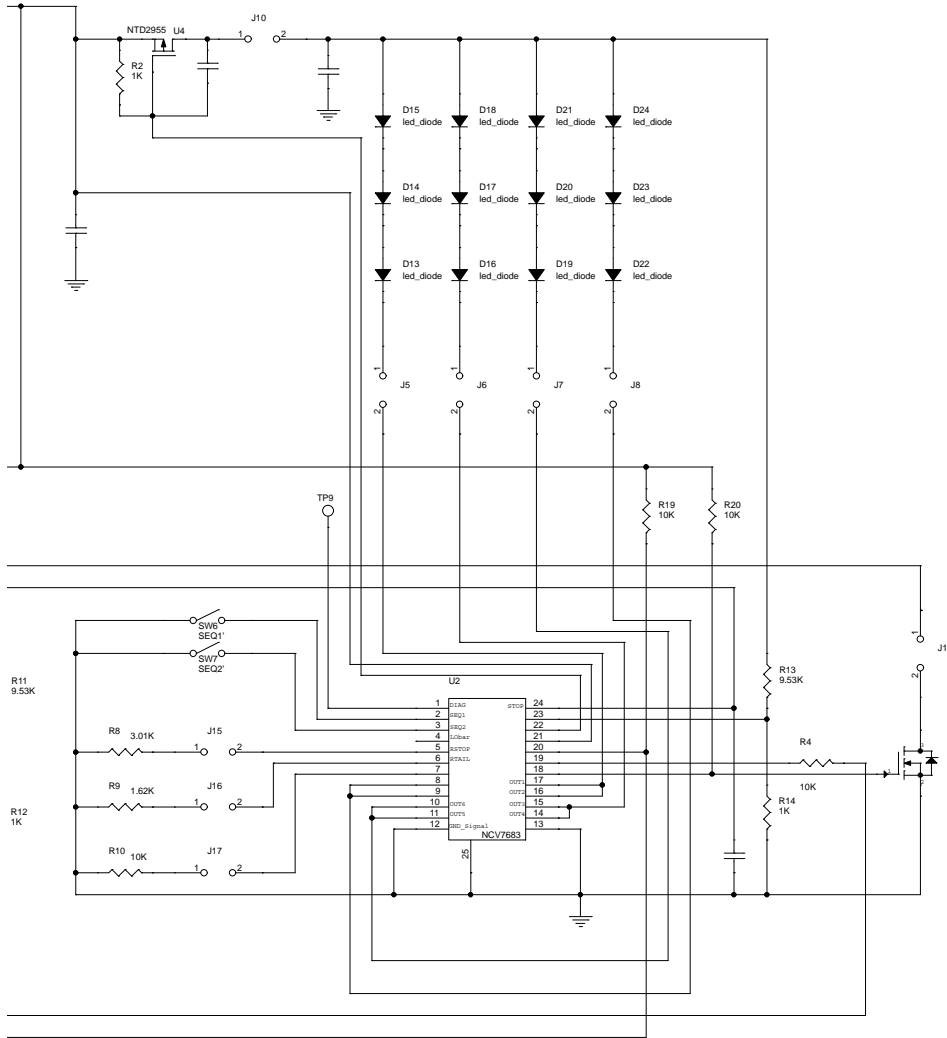 J10
NTD2955 U4
1 2
R2
1K
D15
led_diode
D18
led_diode
D21
led_diode
D24
led_diode
D14
led_diode
D17
led_diode
D20
led_diode
D23
led_diode
D13
led_diode
D16
led_diode
D19
led_diode
D22
led_diode
1 1 1 1
J5 J6 J7 J8
2 2 2 2
TP9
R19
10K
R20
10K
SW6
SEQ1'
SW7
SEQ2'
1
J1
2
R11
9.53K
R13
9.53K
U2
1 DIAG STOP 24
2 SEQ1 23
3 SEQ2 22
4 LObar 21
5 RSTOP 20
6 RTAIL 19
7 18
8 OUT1 17
9 OUT2 16
10 OUT6 OUT3 15
11 OUT5 OUT4 14
12 GND_Signal 13
NCV7683
25
R8 3.01K
J15
1 2
R9 1.62K
J16
1 2
R10 10K
J17
1 2
R12
1K
R4
10K
R14
1K
1